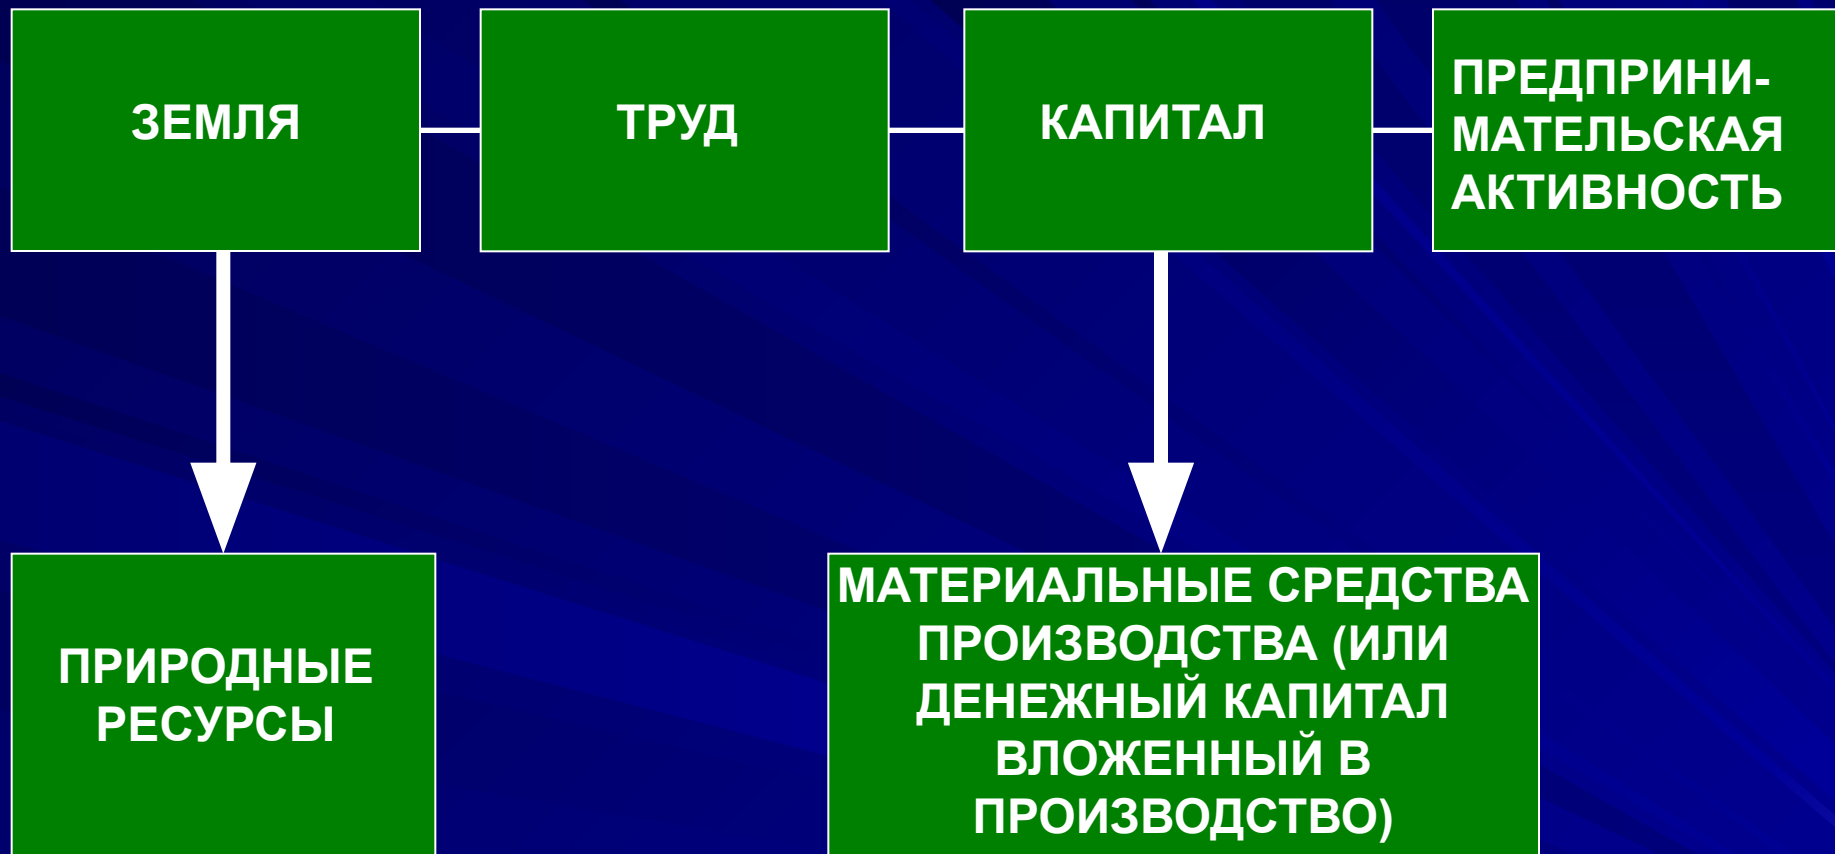 ЗЕМЛЯ
ТРУД
КАПИТАЛ
ПРЕДПРИНИ-
МАТЕЛЬСКАЯ
АКТИВНОСТЬ
ПРИРОДНЫЕ
РЕСУРСЫ
МАТЕРИАЛЬНЫЕ СРЕДСТВА
ПРОИЗВОДСТВА (ИЛИ
ДЕНЕЖНЫЙ КАПИТАЛ
ВЛОЖЕННЫЙ В
ПРОИЗВОДСТВО)